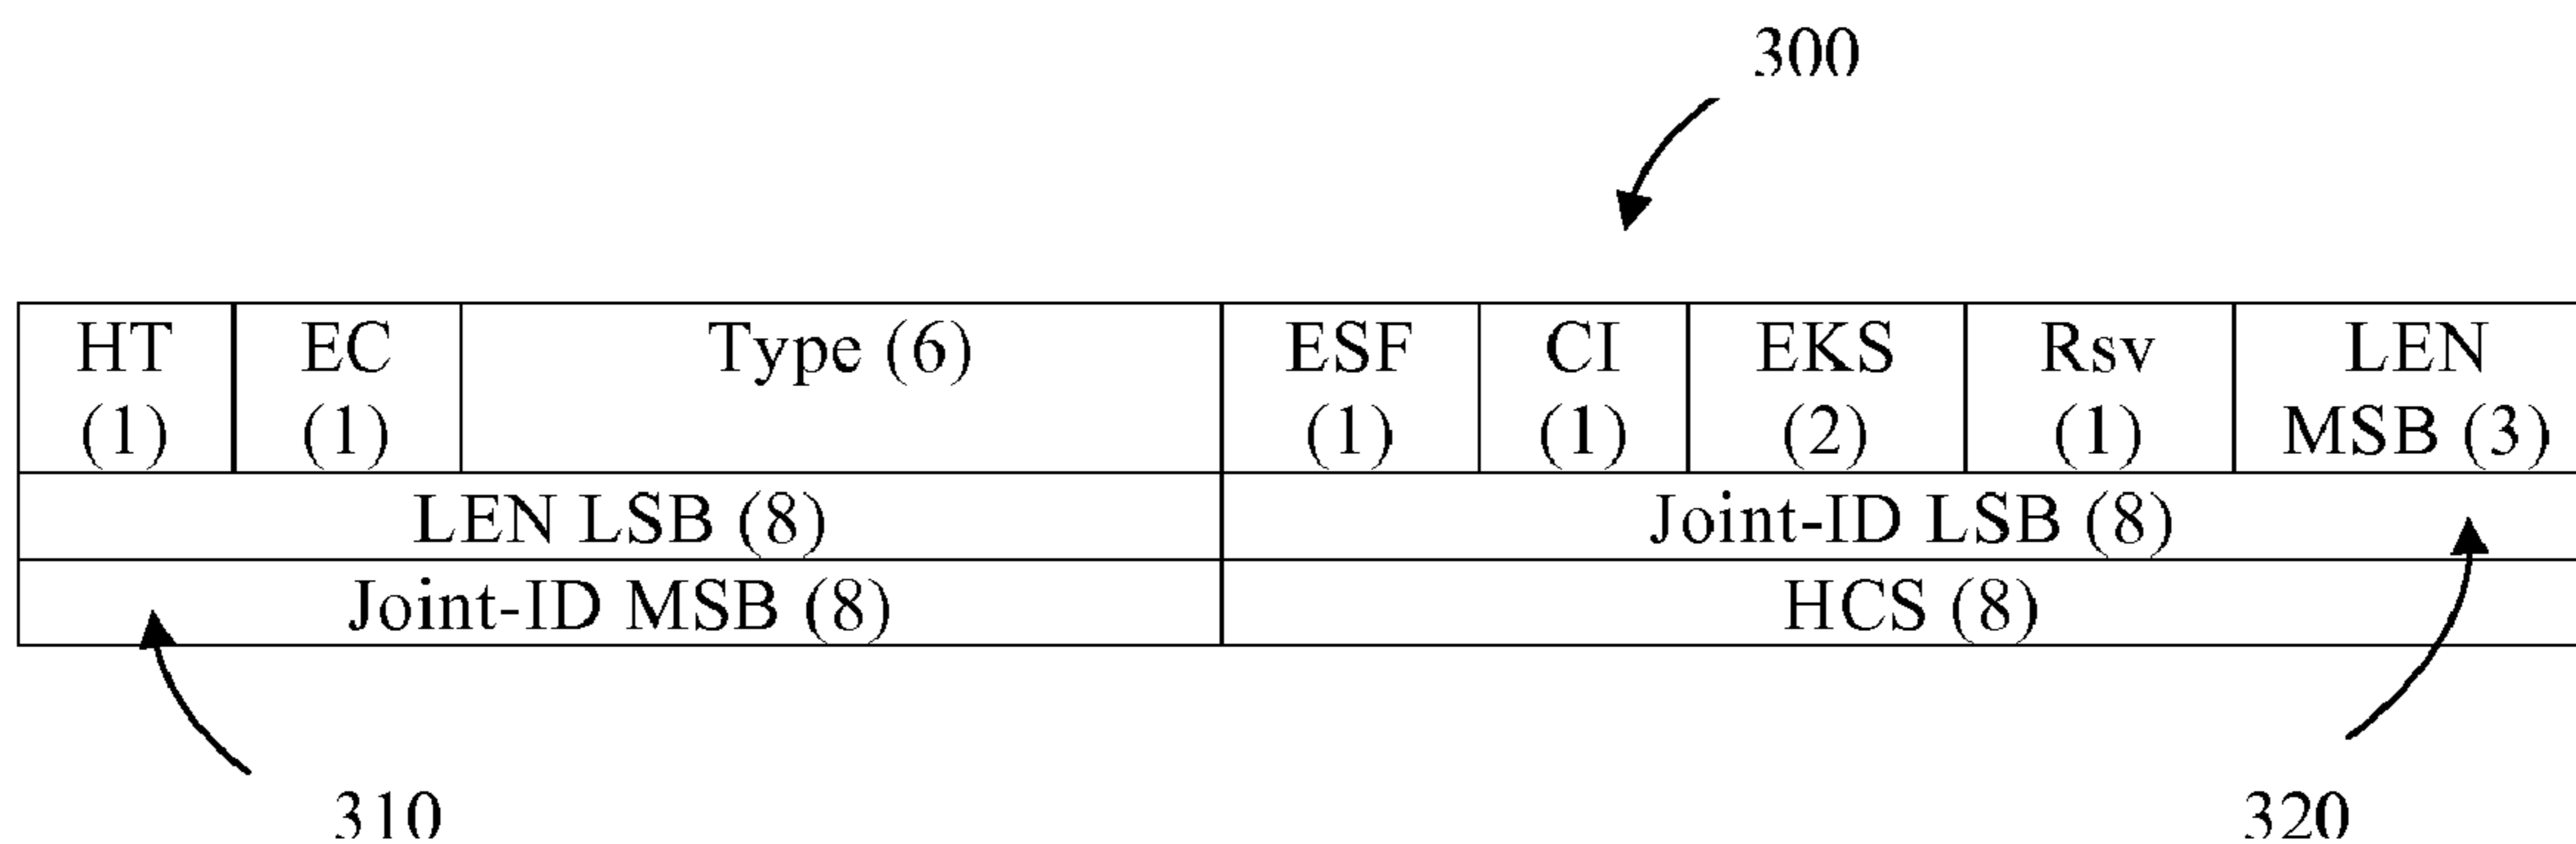 300
HT (1) EC (1) Type (6) ESF (1) CI (1) EKS (2) Rsv (1) LEN MSB (3)
LEN LSB (8) Joint-ID LSB (8)
Joint-ID MSB (8) HCS (8)
310 320